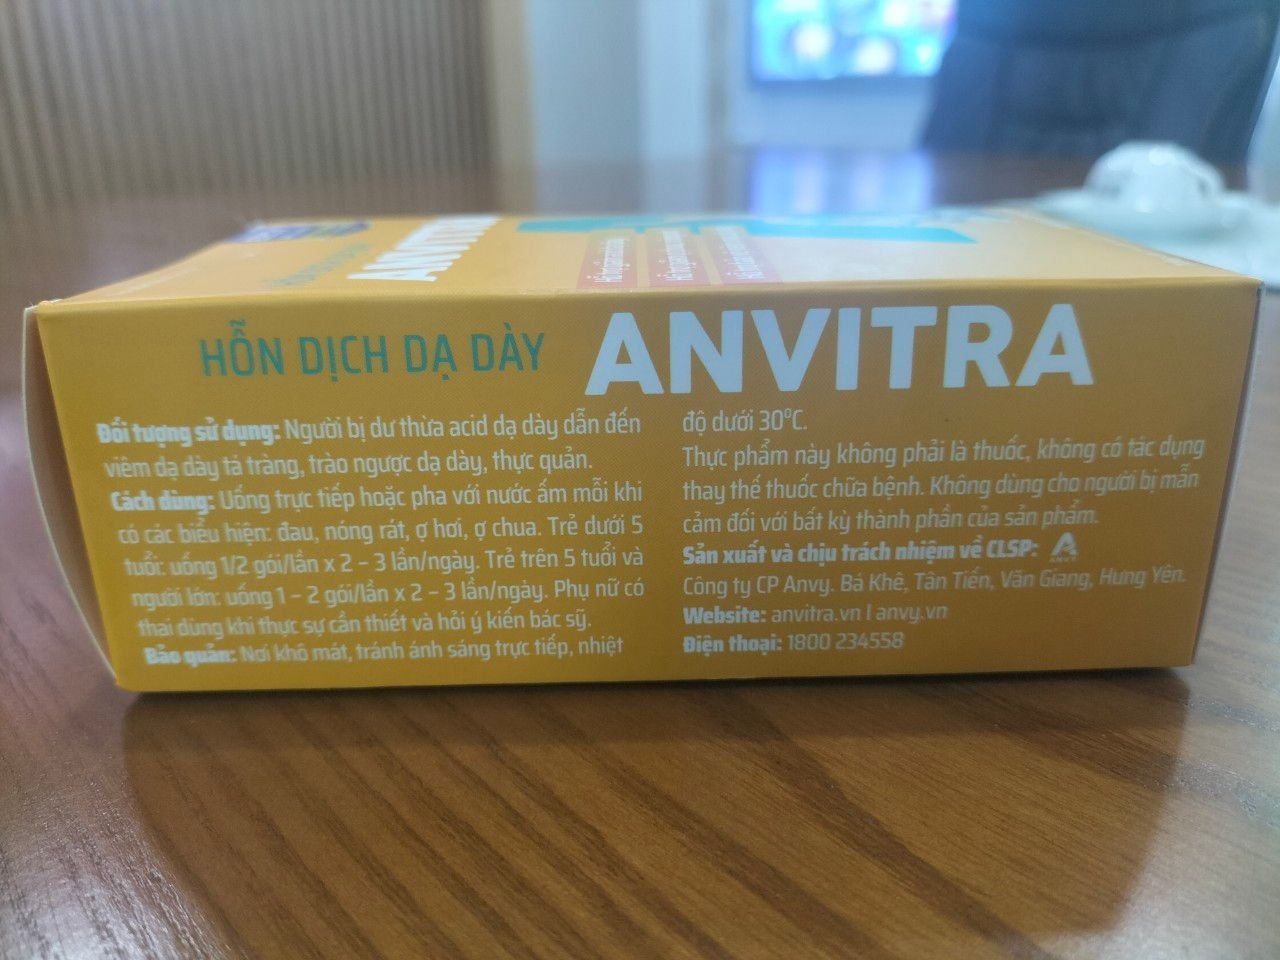 ANVITRA
HỖN DỊCH DẠ DÀY ANVITRA
Đối tượng sử dụng: Người bị dư thừa acid dạ dày dẫn đến
viêm dạ dày tá tràng, trào ngược dạ dày, thực quản.
Cách dùng: Uống trực tiếp hoặc pha với nước ấm mỗi khi
có các biểu hiện: đau, nóng rát, ợ hơi, ợ chua. Trẻ dưới 5
tuổi: uống 1/2 gói/lần x 2 – 3 lần/ngày. Trẻ trên 5 tuổi và
người lớn: uống 1 – 2 gói/lần x 2 – 3 lần/ngày. Phụ nữ có
thai dùng khi thực sự cần thiết và hỏi ý kiến bác sỹ.
Bảo quản: Nơi khô mát, tránh ánh sáng trực tiếp, nhiệt
độ dưới 30ºC.
Thực phẩm này không phải là thuốc, không có tác dụng
thay thế thuốc chữa bệnh. Không dùng cho người bị mẫn
cảm đối với bất kỳ thành phần của sản phẩm.
Sản xuất và chịu trách nhiệm về CLSP:
Công ty CP Anvy. Bá Khê, Tân Tiến, Văn Giang, Hưng Yên.
Website: anvitra.vn | anvy.vn
Điện thoại: 1800 234558